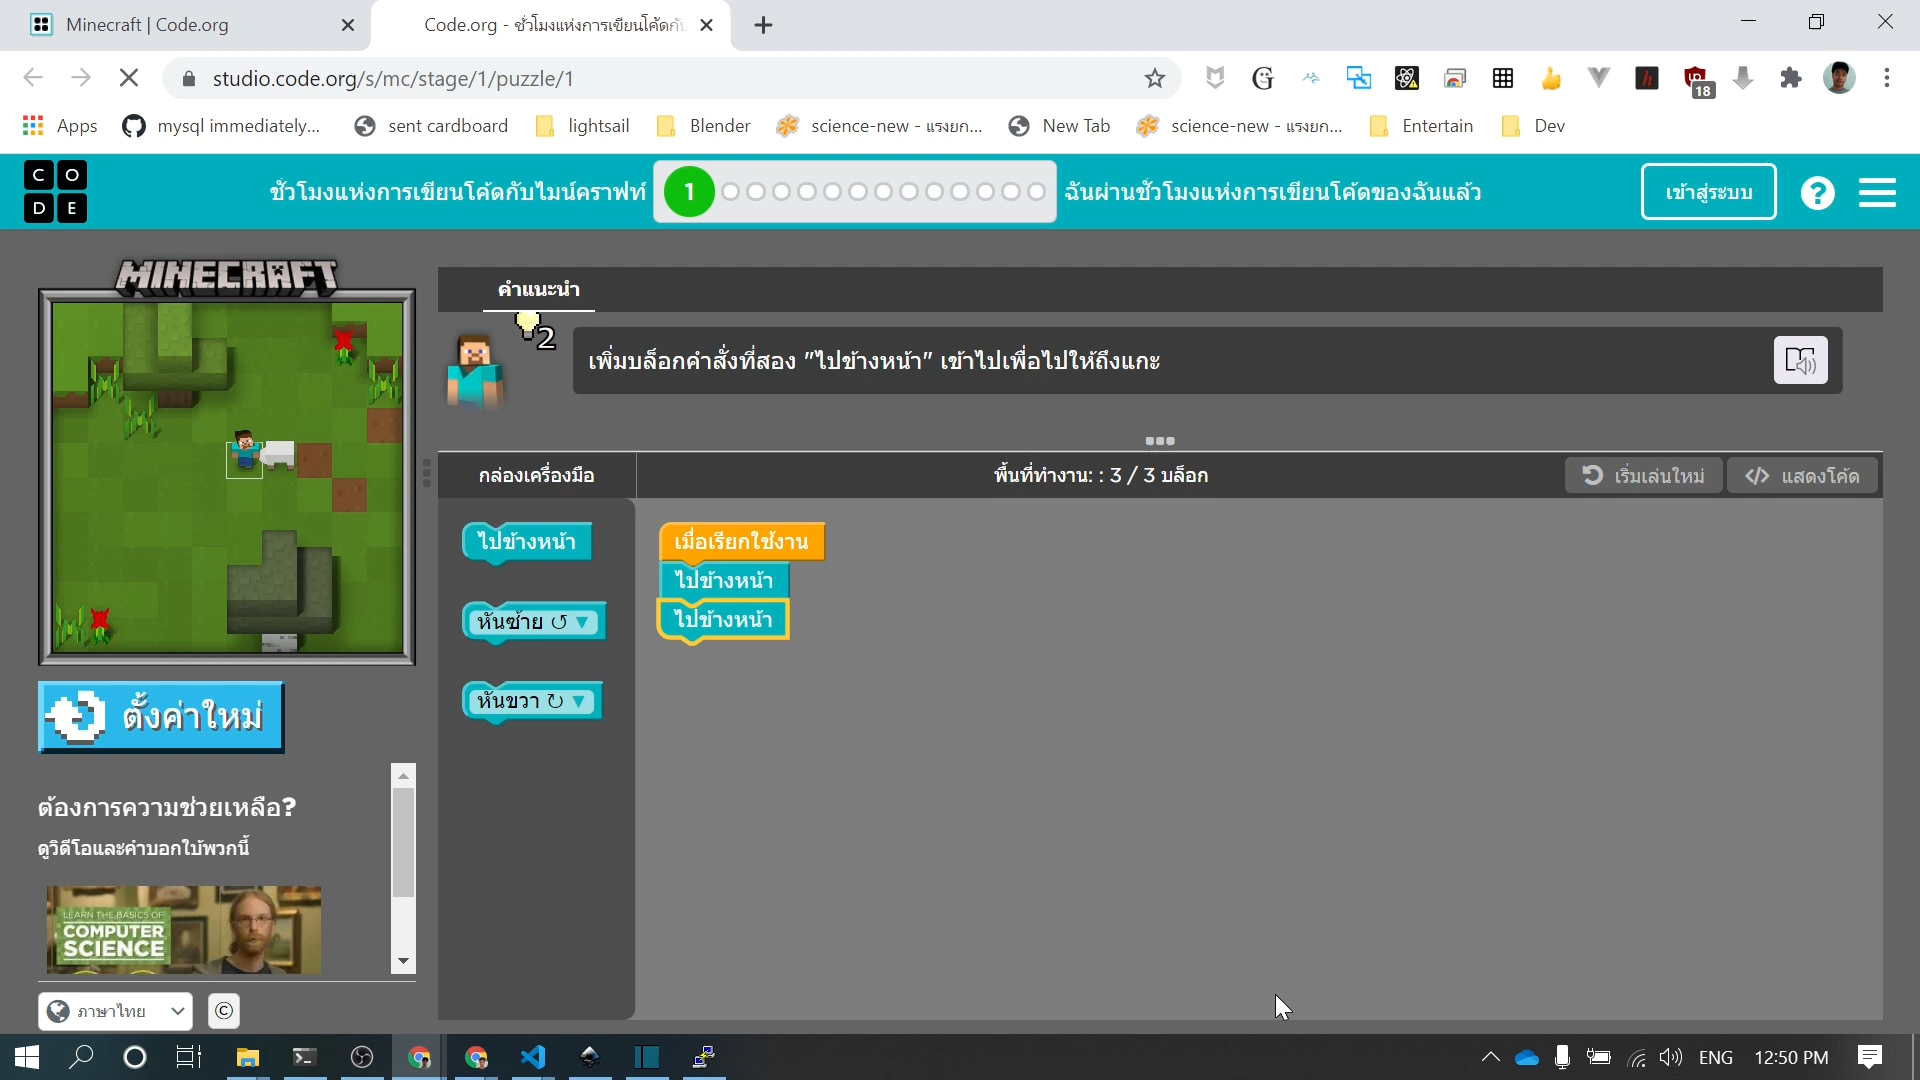 Minecraft | Code.org
Code.org - ชั่วโมงแห่งการเขียนโค้ดกับ
studio.code.org/s/mc/stage/1/puzzle/1
18
Apps
mysql immediately...
sent cardboard
lightsail
Blender
science-new - แรงยก...
New Tab
science-new - แรงยก...
Entertain
Dev
C O
D E
ชั่วโมงแห่งการเขียนโค้ดกับไมน์คราฟท์
1
ฉันผ่านชั่วโมงแห่งการเขียนโค้ดของฉันแล้ว
เข้าสู่ระบบ
?
MINECRAFT
คำแนะนำ
2
เพิ่มบล็อกคำสั่งที่สอง "ไปข้างหน้า" เข้าไปเพื่อไปให้ถึงแกะ
กล่องเครื่องมือ
พื้นที่ทำงาน: : 3 / 3 บล็อก
เริ่มเล่นใหม่
แสดงโค้ด
ไปข้างหน้า
หันซ้าย ↺ ▼
หันขวา ↻ ▼
เมื่อเรียกใช้งาน
ไปข้างหน้า
ไปข้างหน้า
ตั้งค่าใหม่
ต้องการความช่วยเหลือ?
ดูวิดีโอและคำบอกใบ้พวกนี้
LEARN THE BASICS OF
COMPUTER
SCIENCE
ภาษาไทย
©
ENG
12:50 PM